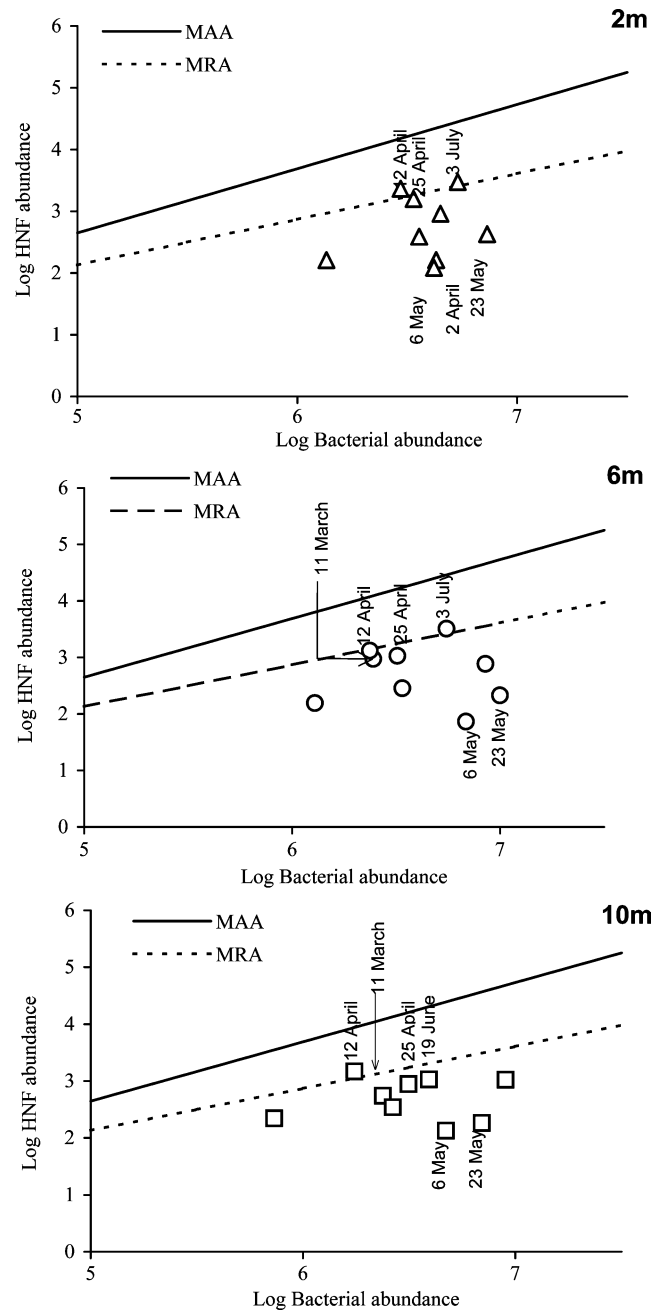 2m
MAA
MRA
6
5
4
3
2
1
0
Log HNF abundance
12 April
25 April
3 July
6 May
2 April
23 May
5
6
7
Log Bacterial abundance
6m
MAA
MRA
6
5
4
3
2
1
0
Log HNF abundance
11 March
12 April
25 April
3 July
6 May
23 May
5
6
7
Log Bacterial abundance
10m
MAA
MRA
6
5
4
3
2
1
0
Log HNF abundance
12 April
11 March
25 April
19 June
6 May
23 May
5
6
7
Log Bacterial abundance